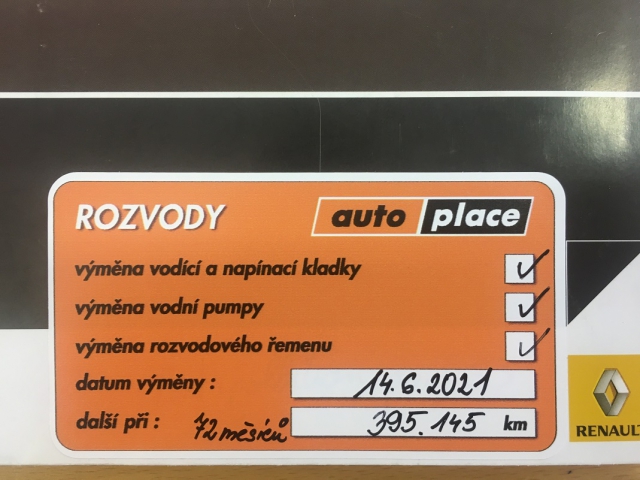 ROZVODY auto place
výměna vodící a napínací kladky ✓
výměna vodní pumpy ✓
výměna rozvodového řemenu ✓
datum výměny : 14.6.2021
další při : 72 měsíců 395.145 km
RENAULT